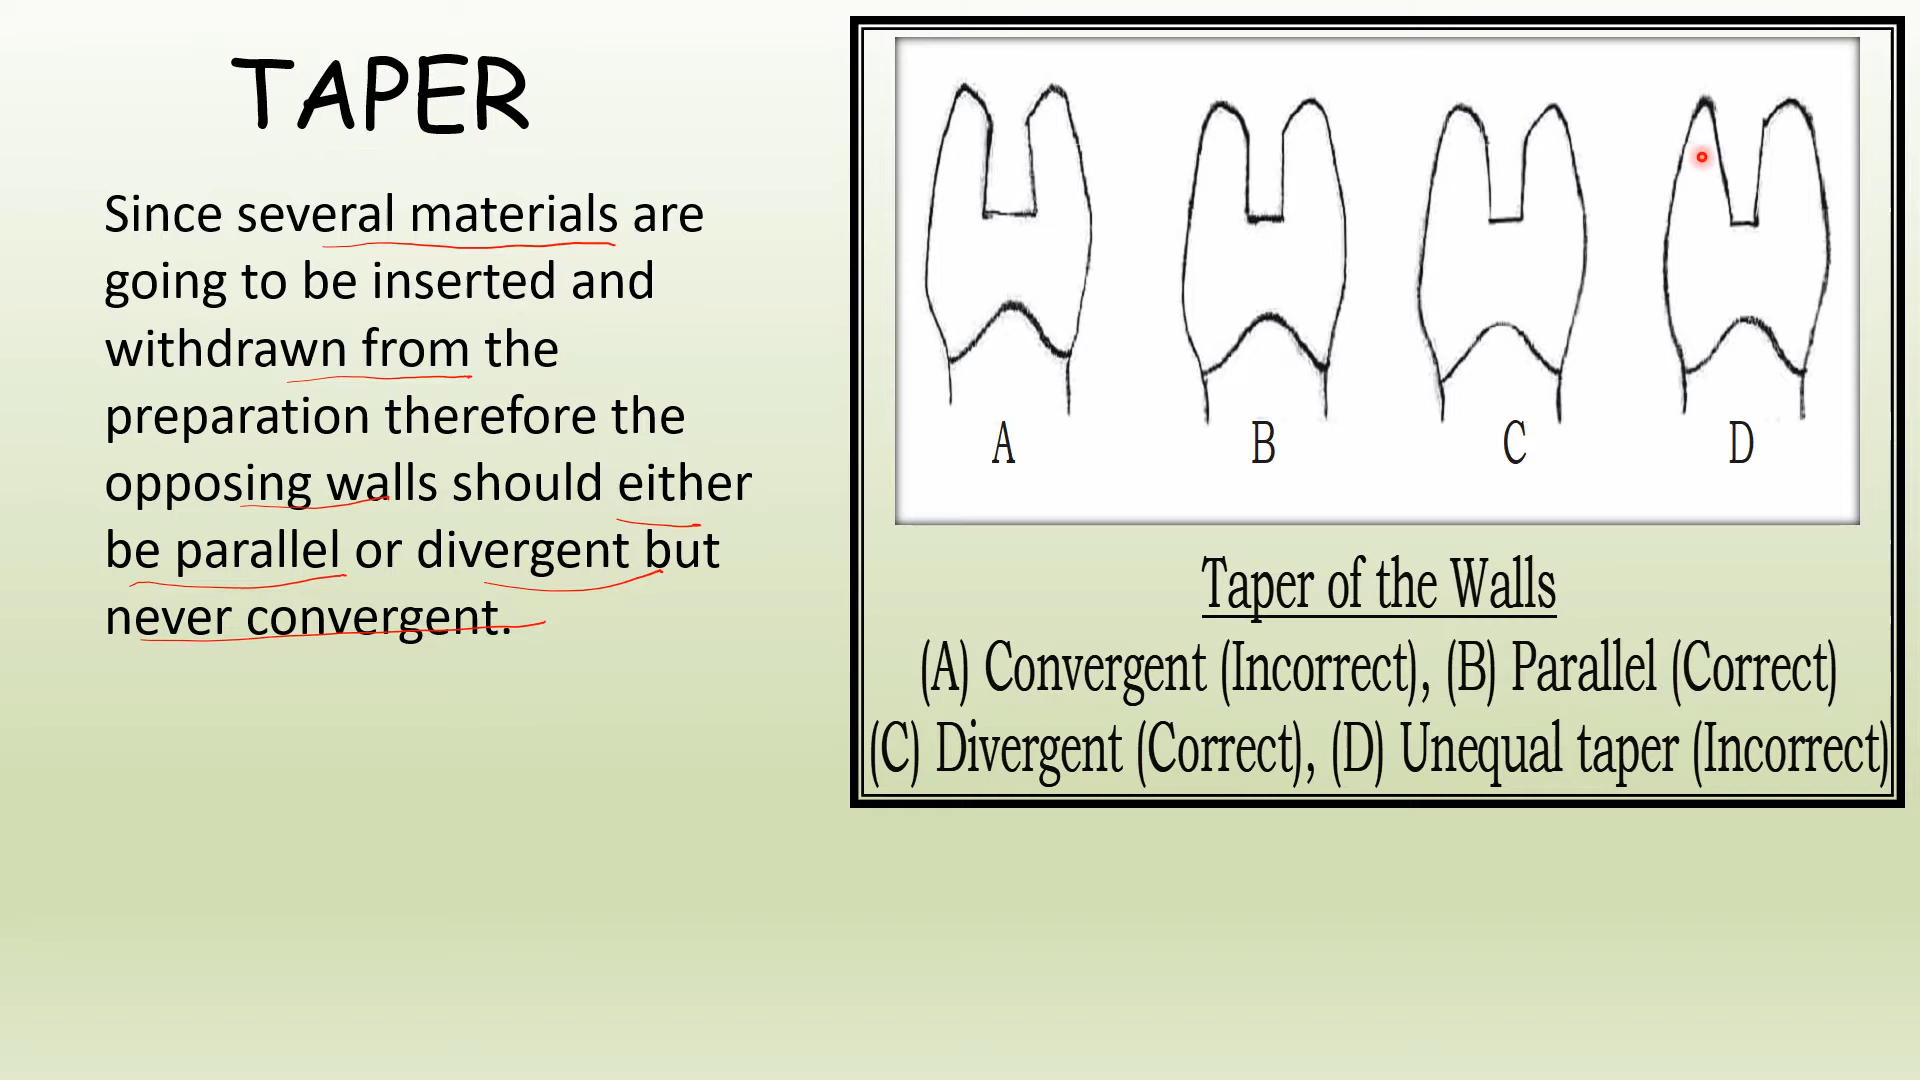 TAPER
Since several materials are
going to be inserted and
withdrawn from the
preparation therefore the
opposing walls should either
be parallel or divergent but
never convergent.
A B C D
Taper of the Walls
(A) Convergent (Incorrect), (B) Parallel (Correct)
(C) Divergent (Correct), (D) Unequal taper (Incorrect)